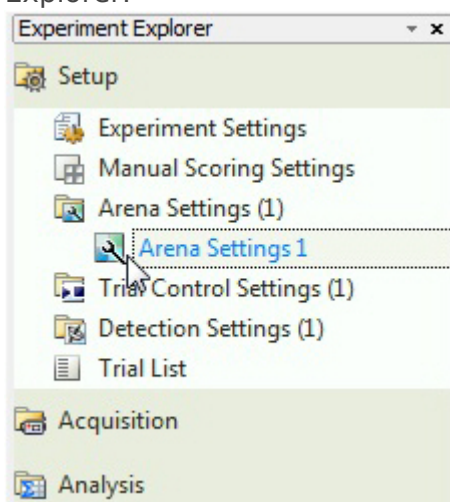 Explorer.
Experiment Explorer
Setup
Experiment Settings
Manual Scoring Settings
Arena Settings (1)
Arena Settings 1
Trial Control Settings (1)
Detection Settings (1)
Trial List
Acquisition
Analysis